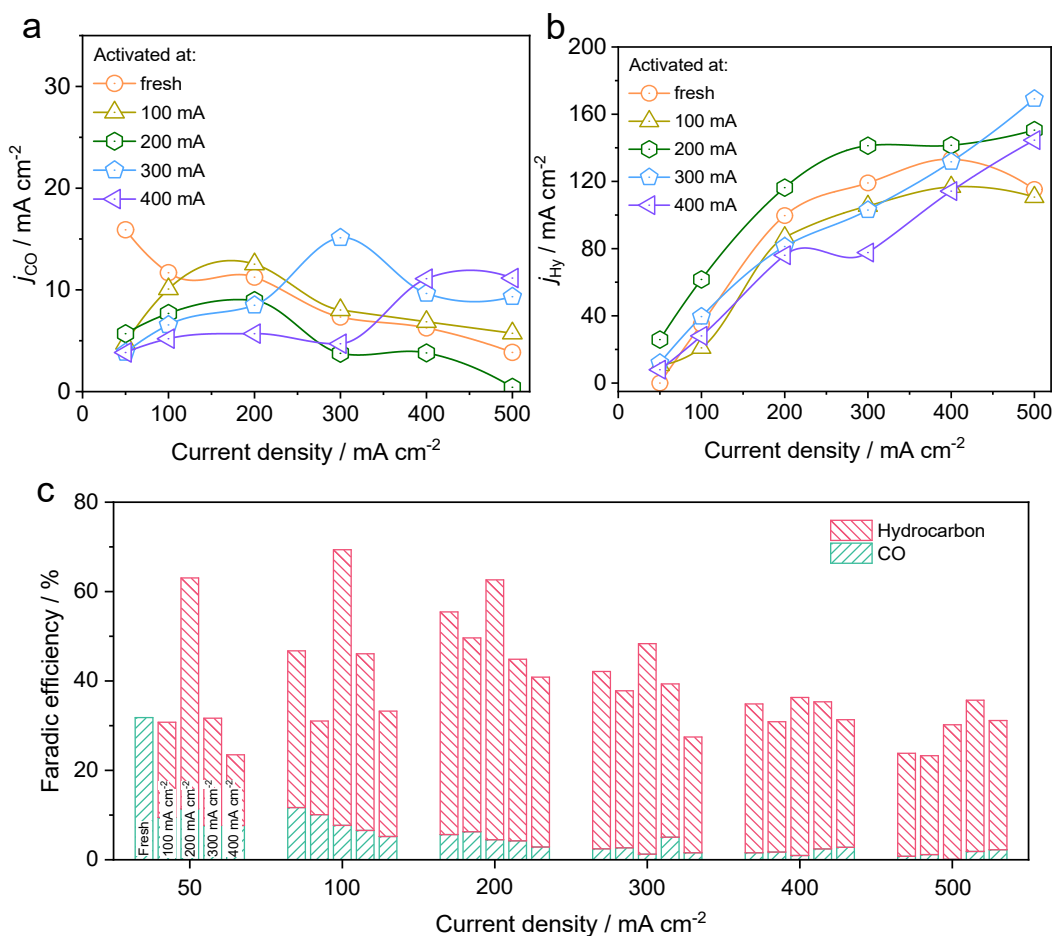 a
Activated at:
fresh
100 mA
200 mA
300 mA
400 mA
30
20
10
0
0
100
200
300
400
500
j_CO / mA cm⁻²
Current density / mA cm⁻²
b
Activated at:
fresh
100 mA
200 mA
300 mA
400 mA
200
160
120
80
40
0
0
100
200
300
400
500
j_Hy / mA cm⁻²
Current density / mA cm⁻²
c
Hydrocarbon
CO
80
60
40
20
0
Fresh
100 mA cm⁻²
200 mA cm⁻²
300 mA cm⁻²
400 mA cm⁻²
50
100
200
300
400
500
Faradic efficiency / %
Current density / mA cm⁻²